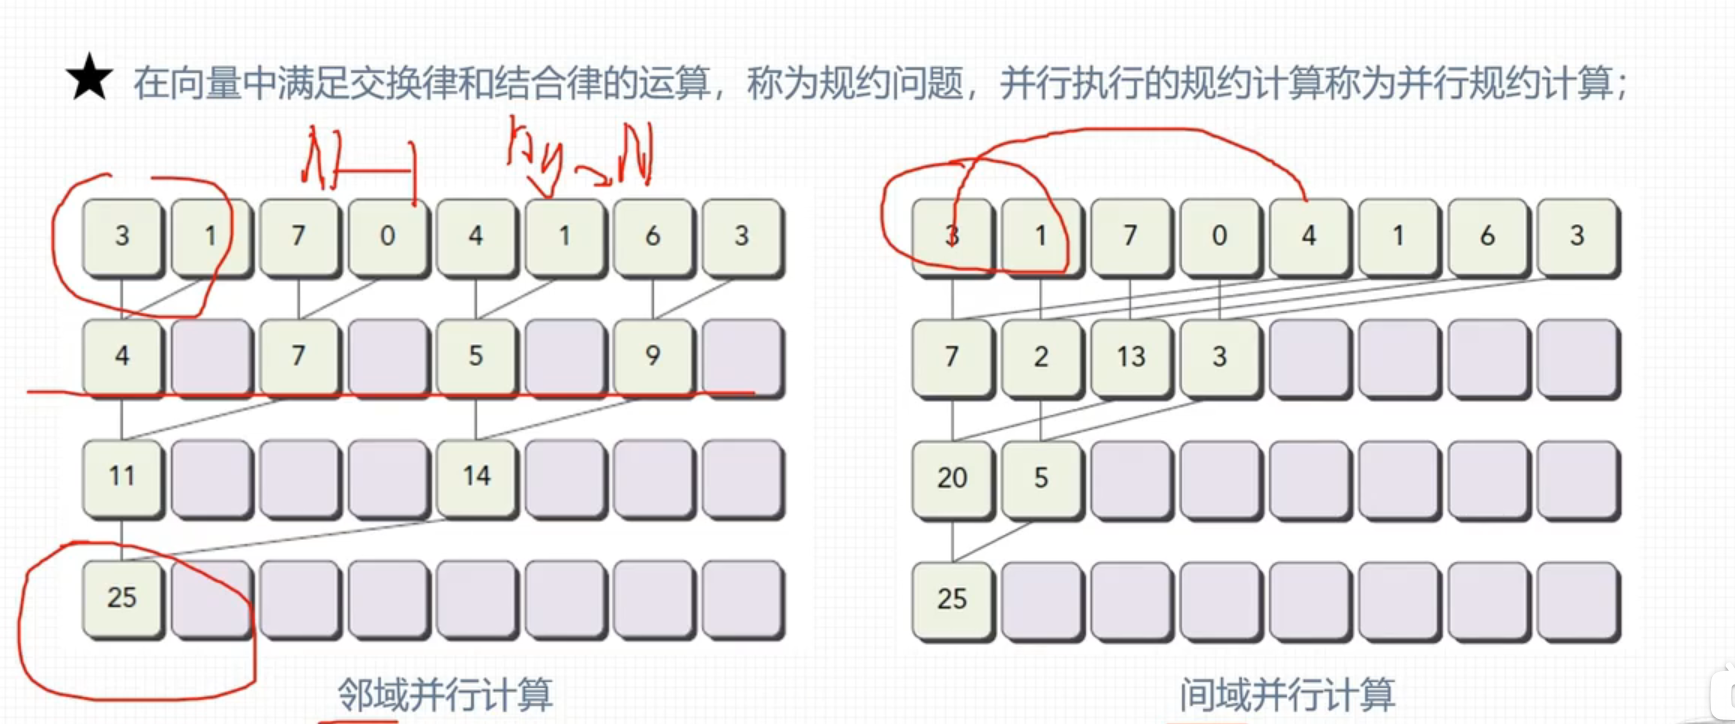 ★ 在向量中满足交换律和结合律的运算，称为规约问题，并行执行的规约计算称为并行规约计算；
N—1
N
3 1 7 0 4 1 6 3
4 7 5 9
11 14
25
邻域并行计算
3 1 7 0 4 1 6 3
7 2 13 3
20 5
25
间域并行计算